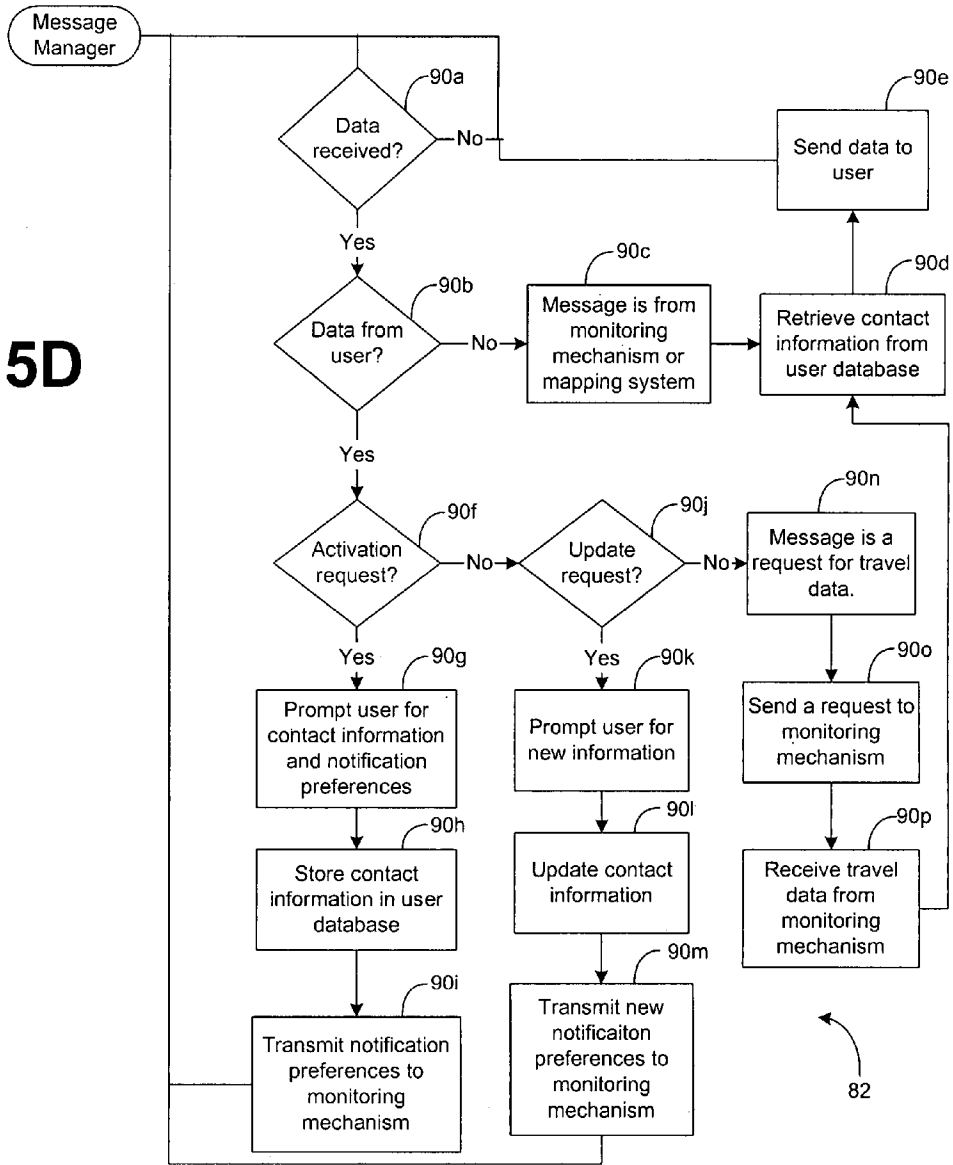 Message
Manager
90a
Data
received?
No
90e
Send data to
user
Yes
90b
Data from
user?
No
90c
Message is from
monitoring
mechanism or
mapping system
90d
Retrieve contact
information from
user database
5D
Yes
90f
Activation
request?
No
90j
Update
request?
No
90n
Message is a
request for travel
data.
Yes
90g
Prompt user for
contact information
and notification
preferences
Yes
90k
Prompt user for
new information
90o
Send a request to
monitoring
mechanism
90h
Store contact
information in user
database
90l
Update contact
information
90p
Receive travel
data from
monitoring
mechanism
90i
Transmit notification
preferences to
monitoring
mechanism
90m
Transmit new
notificaiton
preferences to
monitoring
mechanism
82